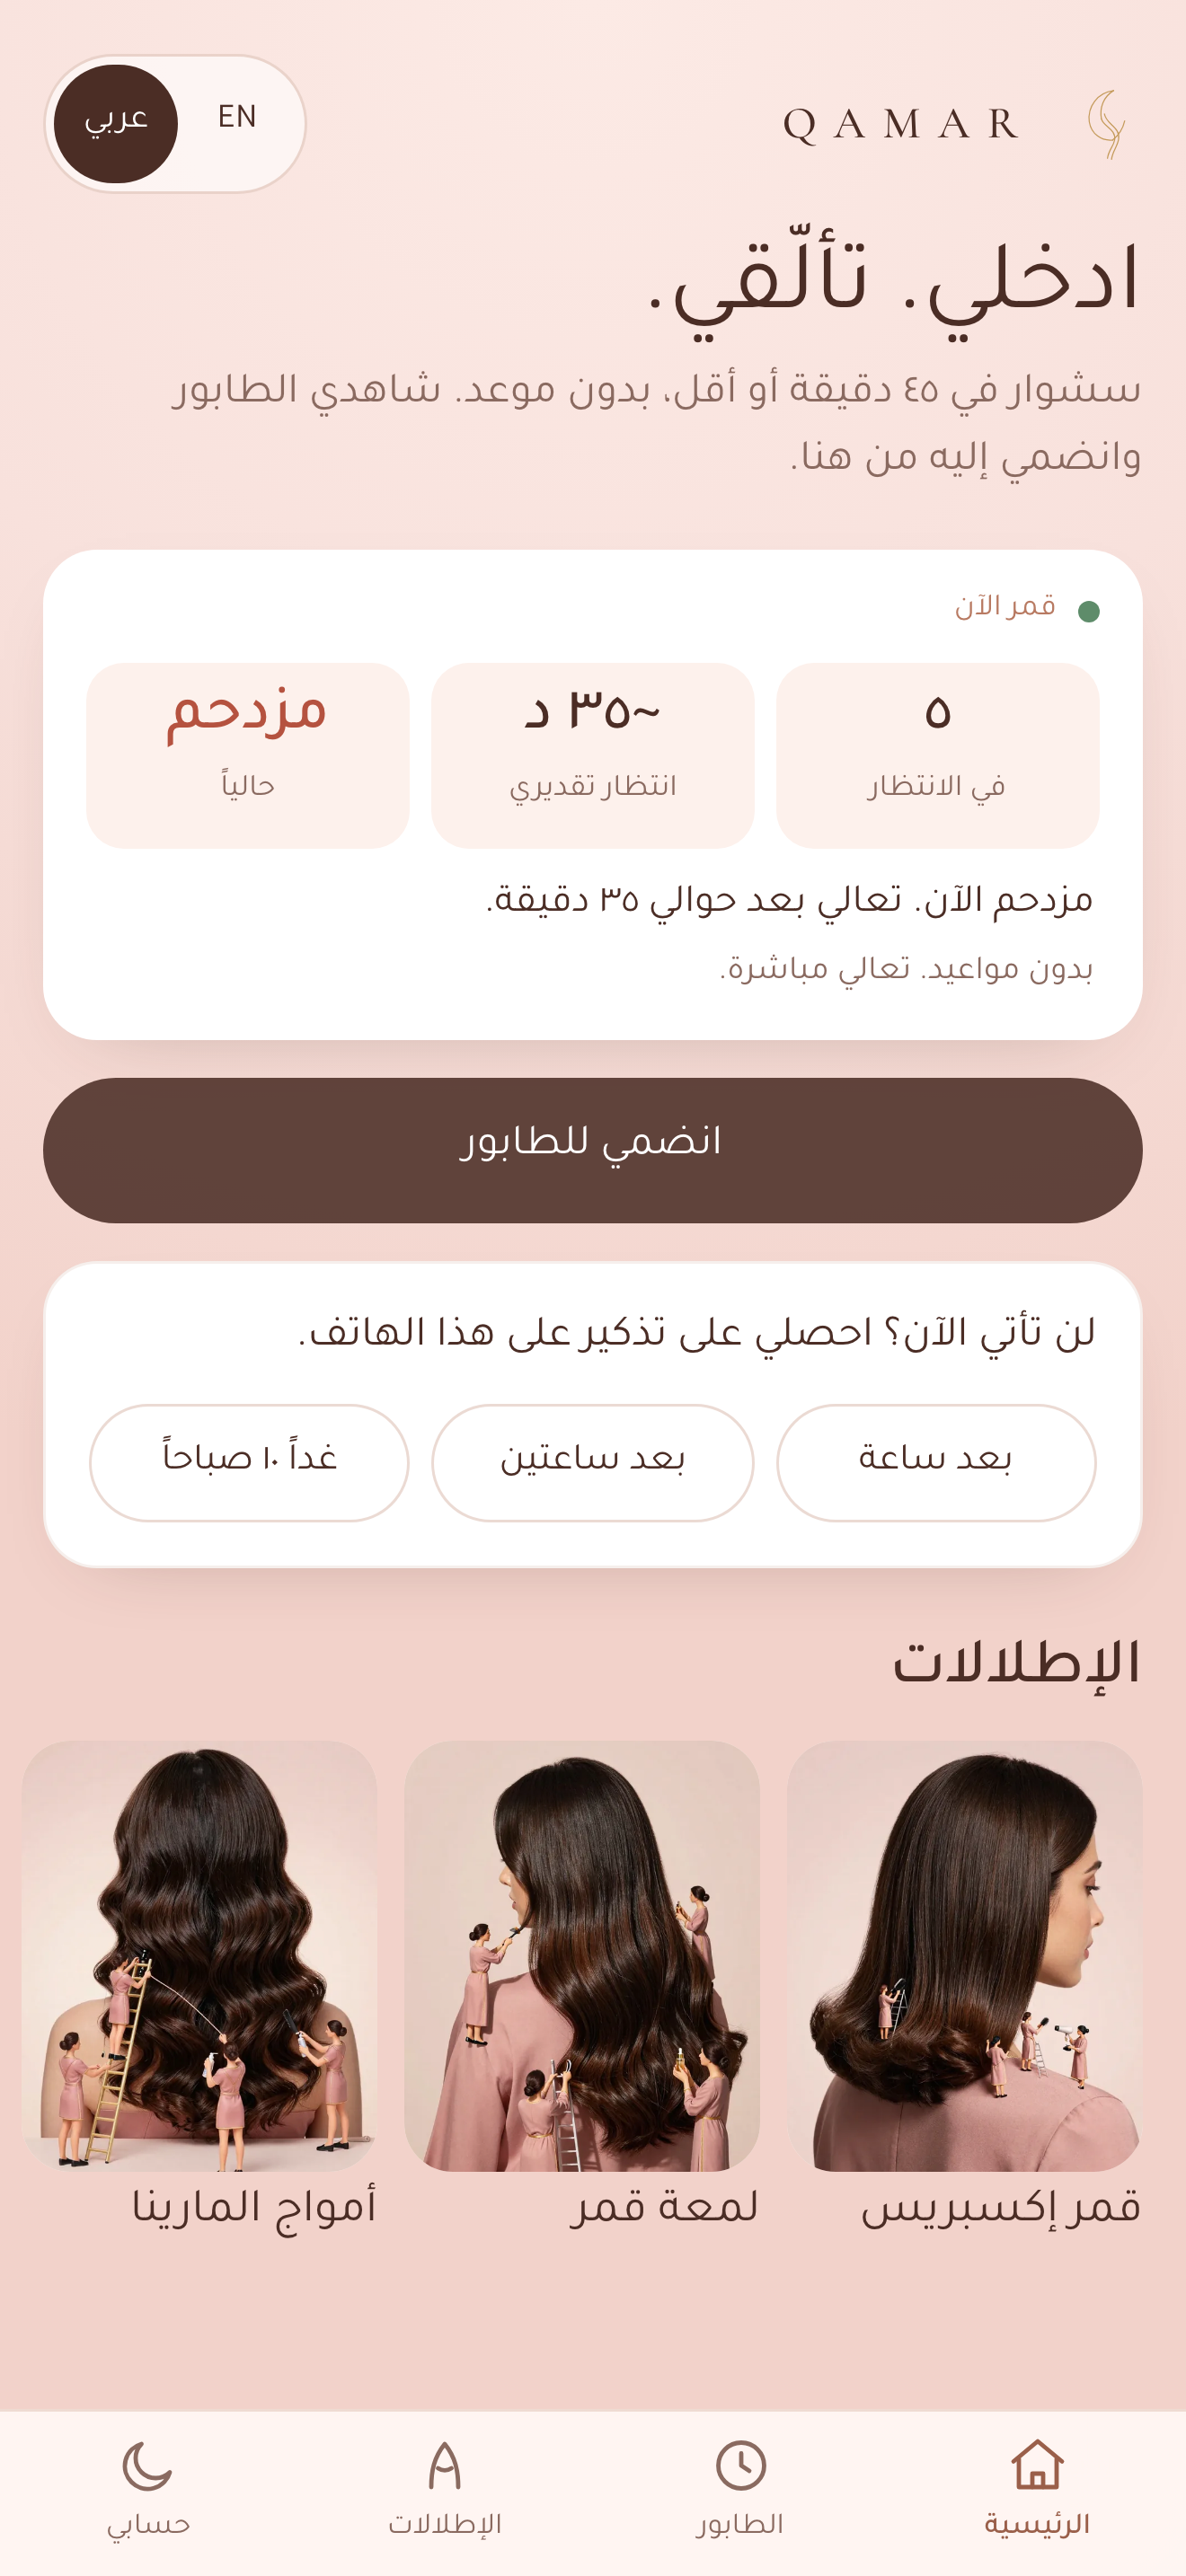 QAMAR
EN
عربي
ادخلي. تألّقي.
سشوار في ٤٥ دقيقة أو أقل، بدون موعد. شاهدي الطابور
وانضمي إليه من هنا.
قمر الآن
٥
في الانتظار
~٣٥ د
انتظار تقديري
مزدحم
حالياً
مزدحم الآن. تعالي بعد حوالي ٣٥ دقيقة.
بدون مواعيد. تعالي مباشرة.
انضمي للطابور
لن تأتي الآن؟ احصلي على تذكير على هذا الهاتف.
بعد ساعة
بعد ساعتين
غداً ١٠ صباحاً
الإطلالات
قمر إكسبريس
لمعة قمر
أمواج المارينا
الرئيسية
الطابور
الإطلالات
حسابي